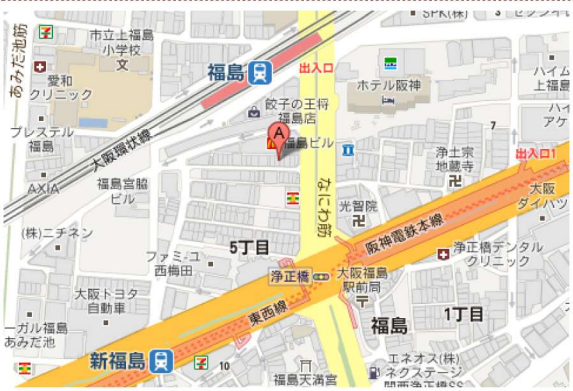 SPK(株)
あみだ池筋
市立上福島
小学校
文
福島
出入口
愛和
クリニック
ホテル阪神
ハイム
上福島
餃子の王将
福島店
プレステル
福島
大阪環状線
A
福島ビル
7
浄土宗
地蔵寺
出入口1
AXIA
福島宮脇
ビル
なにわ筋
光智院
大阪
ダイハツ
(株)ニチネン
5丁目
阪神電鉄本線
ファミーユ
西梅田
浄正橋
大阪福島
駅前局
浄正橋デンタル
クリニック
大阪トヨタ
自動車
東西線
福島
1丁目
ーガル福島
あみだ池
新福島
10
福島天満宮
エネオス(株)
ネクステージ
関西浄正橋SS